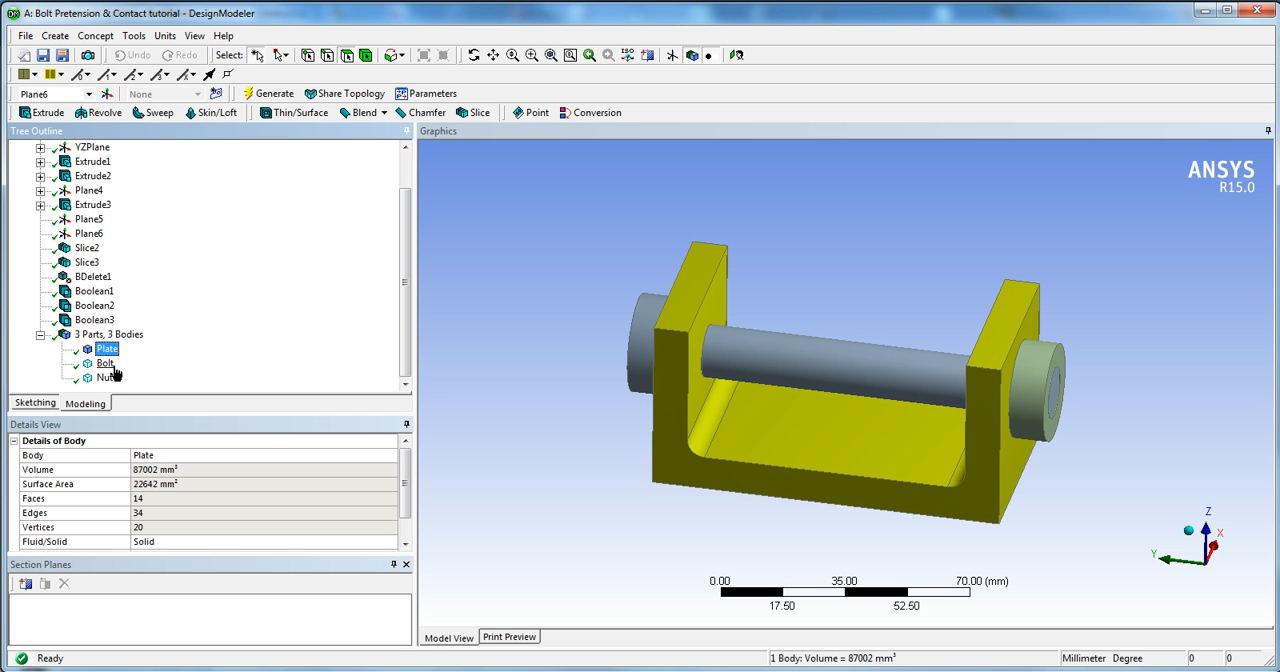 A: Bolt Pretension & Contact tutorial - DesignModeler
File Create Concept Tools Units View Help
Undo Redo Select: ISO
Plane6 None Generate Share Topology Parameters
Extrude Revolve Sweep Skin/Loft Thin/Surface Blend Chamfer Slice Point Conversion
Tree Outline
YZPlane
Extrude1
Extrude2
Plane4
Extrude3
Plane5
Plane6
Slice2
Slice3
BDelete1
Boolean1
Boolean2
Boolean3
3 Parts, 3 Bodies
Plate
Bolt
Nut
Sketching Modeling
Details View
Details of Body
Body Plate
Volume 87002 mm³
Surface Area 22642 mm²
Faces 14
Edges 34
Vertices 20
Fluid/Solid Solid
Section Planes
Graphics
ANSYS
R15.0
Z
X
Y
0.00 35.00 70.00 (mm)
17.50 52.50
Model View Print Preview
Ready 1 Body: Volume = 87002 mm³ Millimeter Degree 0 0